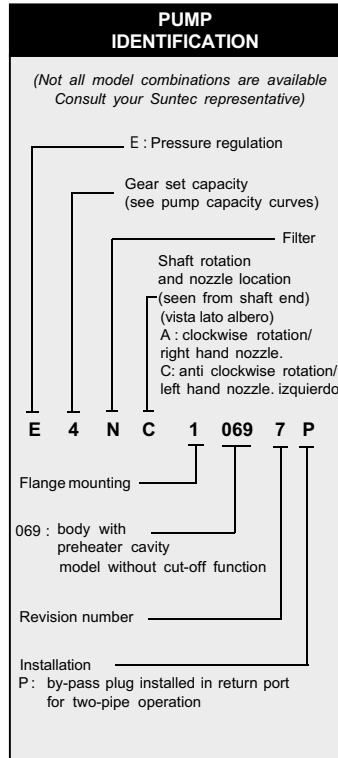 PUMP
IDENTIFICATION
(Not all model combinations are available
Consult your Suntec representative)
E : Pressure regulation
Gear set capacity
(see pump capacity curves)
Filter
Shaft rotation
and nozzle location
(seen from shaft end)
(vista lato albero)
A : clockwise rotation/
right hand nozzle.
C: anti clockwise rotation/
left hand nozzle. izquierdo
E 4 N C 1 069 7 P
Flange mounting
069 : body with
preheater cavity
model without cut-off function
Revision number
Installation
P : by-pass plug installed in return port
for two-pipe operation